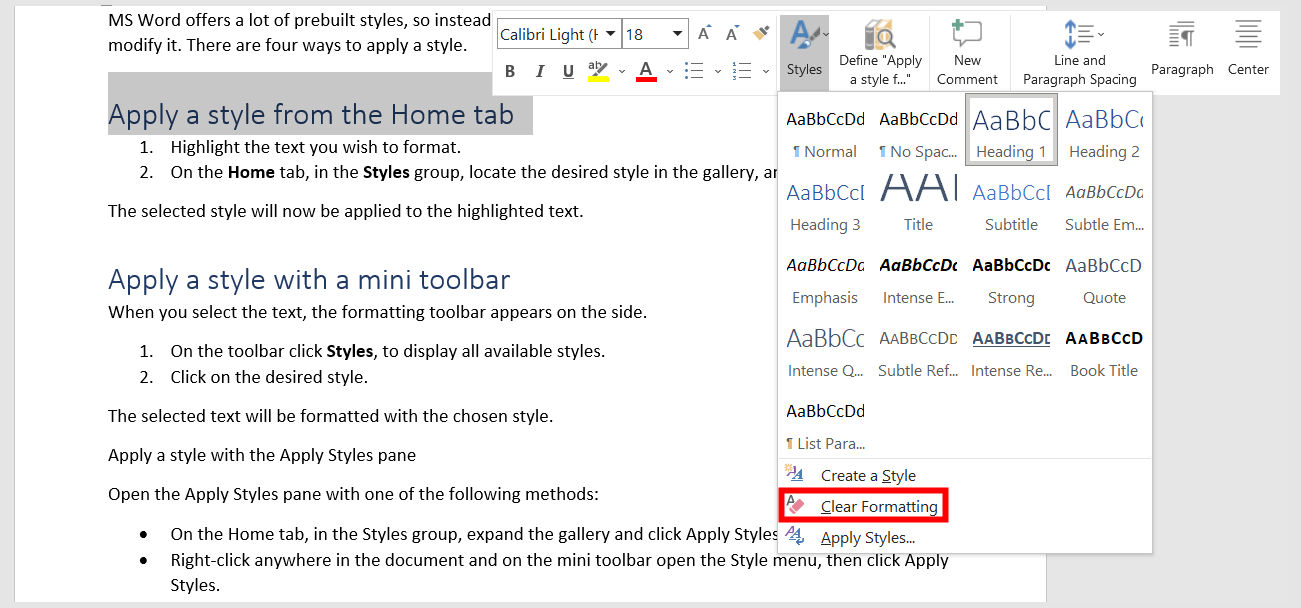 MS Word offers a lot of prebuilt styles, so instead
modify it. There are four ways to apply a style.
Apply a style from the Home tab
1. Highlight the text you wish to format.
2. On the Home tab, in the Styles group, locate the desired style in the gallery, an
The selected style will now be applied to the highlighted text.
Apply a style with a mini toolbar
When you select the text, the formatting toolbar appears on the side.
1. On the toolbar click Styles, to display all available styles.
2. Click on the desired style.
The selected text will be formatted with the chosen style.
Apply a style with the Apply Styles pane
Open the Apply Styles pane with one of the following methods:
• On the Home tab, in the Styles group, expand the gallery and click Apply Styles
• Right-click anywhere in the document and on the mini toolbar open the Style menu, then click Apply
Styles.
Calibri Light (H 18 A A
B I U ab A
Styles
Define "Apply
a style f..."
New
Comment
Line and
Paragraph Spacing
Paragraph
Center
AaBbCcDd AaBbCcDd AaBbC AaBbCc
¶ Normal ¶ No Spac... Heading 1 Heading 2
AaBbCcD AAI AaBbCcD AaBbCcDd
Heading 3 Title Subtitle Subtle Em...
AaBbCcDd AaBbCcDd AaBbCcDd AaBbCcD
Emphasis Intense E... Strong Quote
AaBbCc AaBbCcDd AaBbCcDd AaBbCcD
Intense Q... Subtle Ref... Intense Re... Book Title
AaBbCcDd
¶ List Para...
Create a Style
Clear Formatting
Apply Styles...